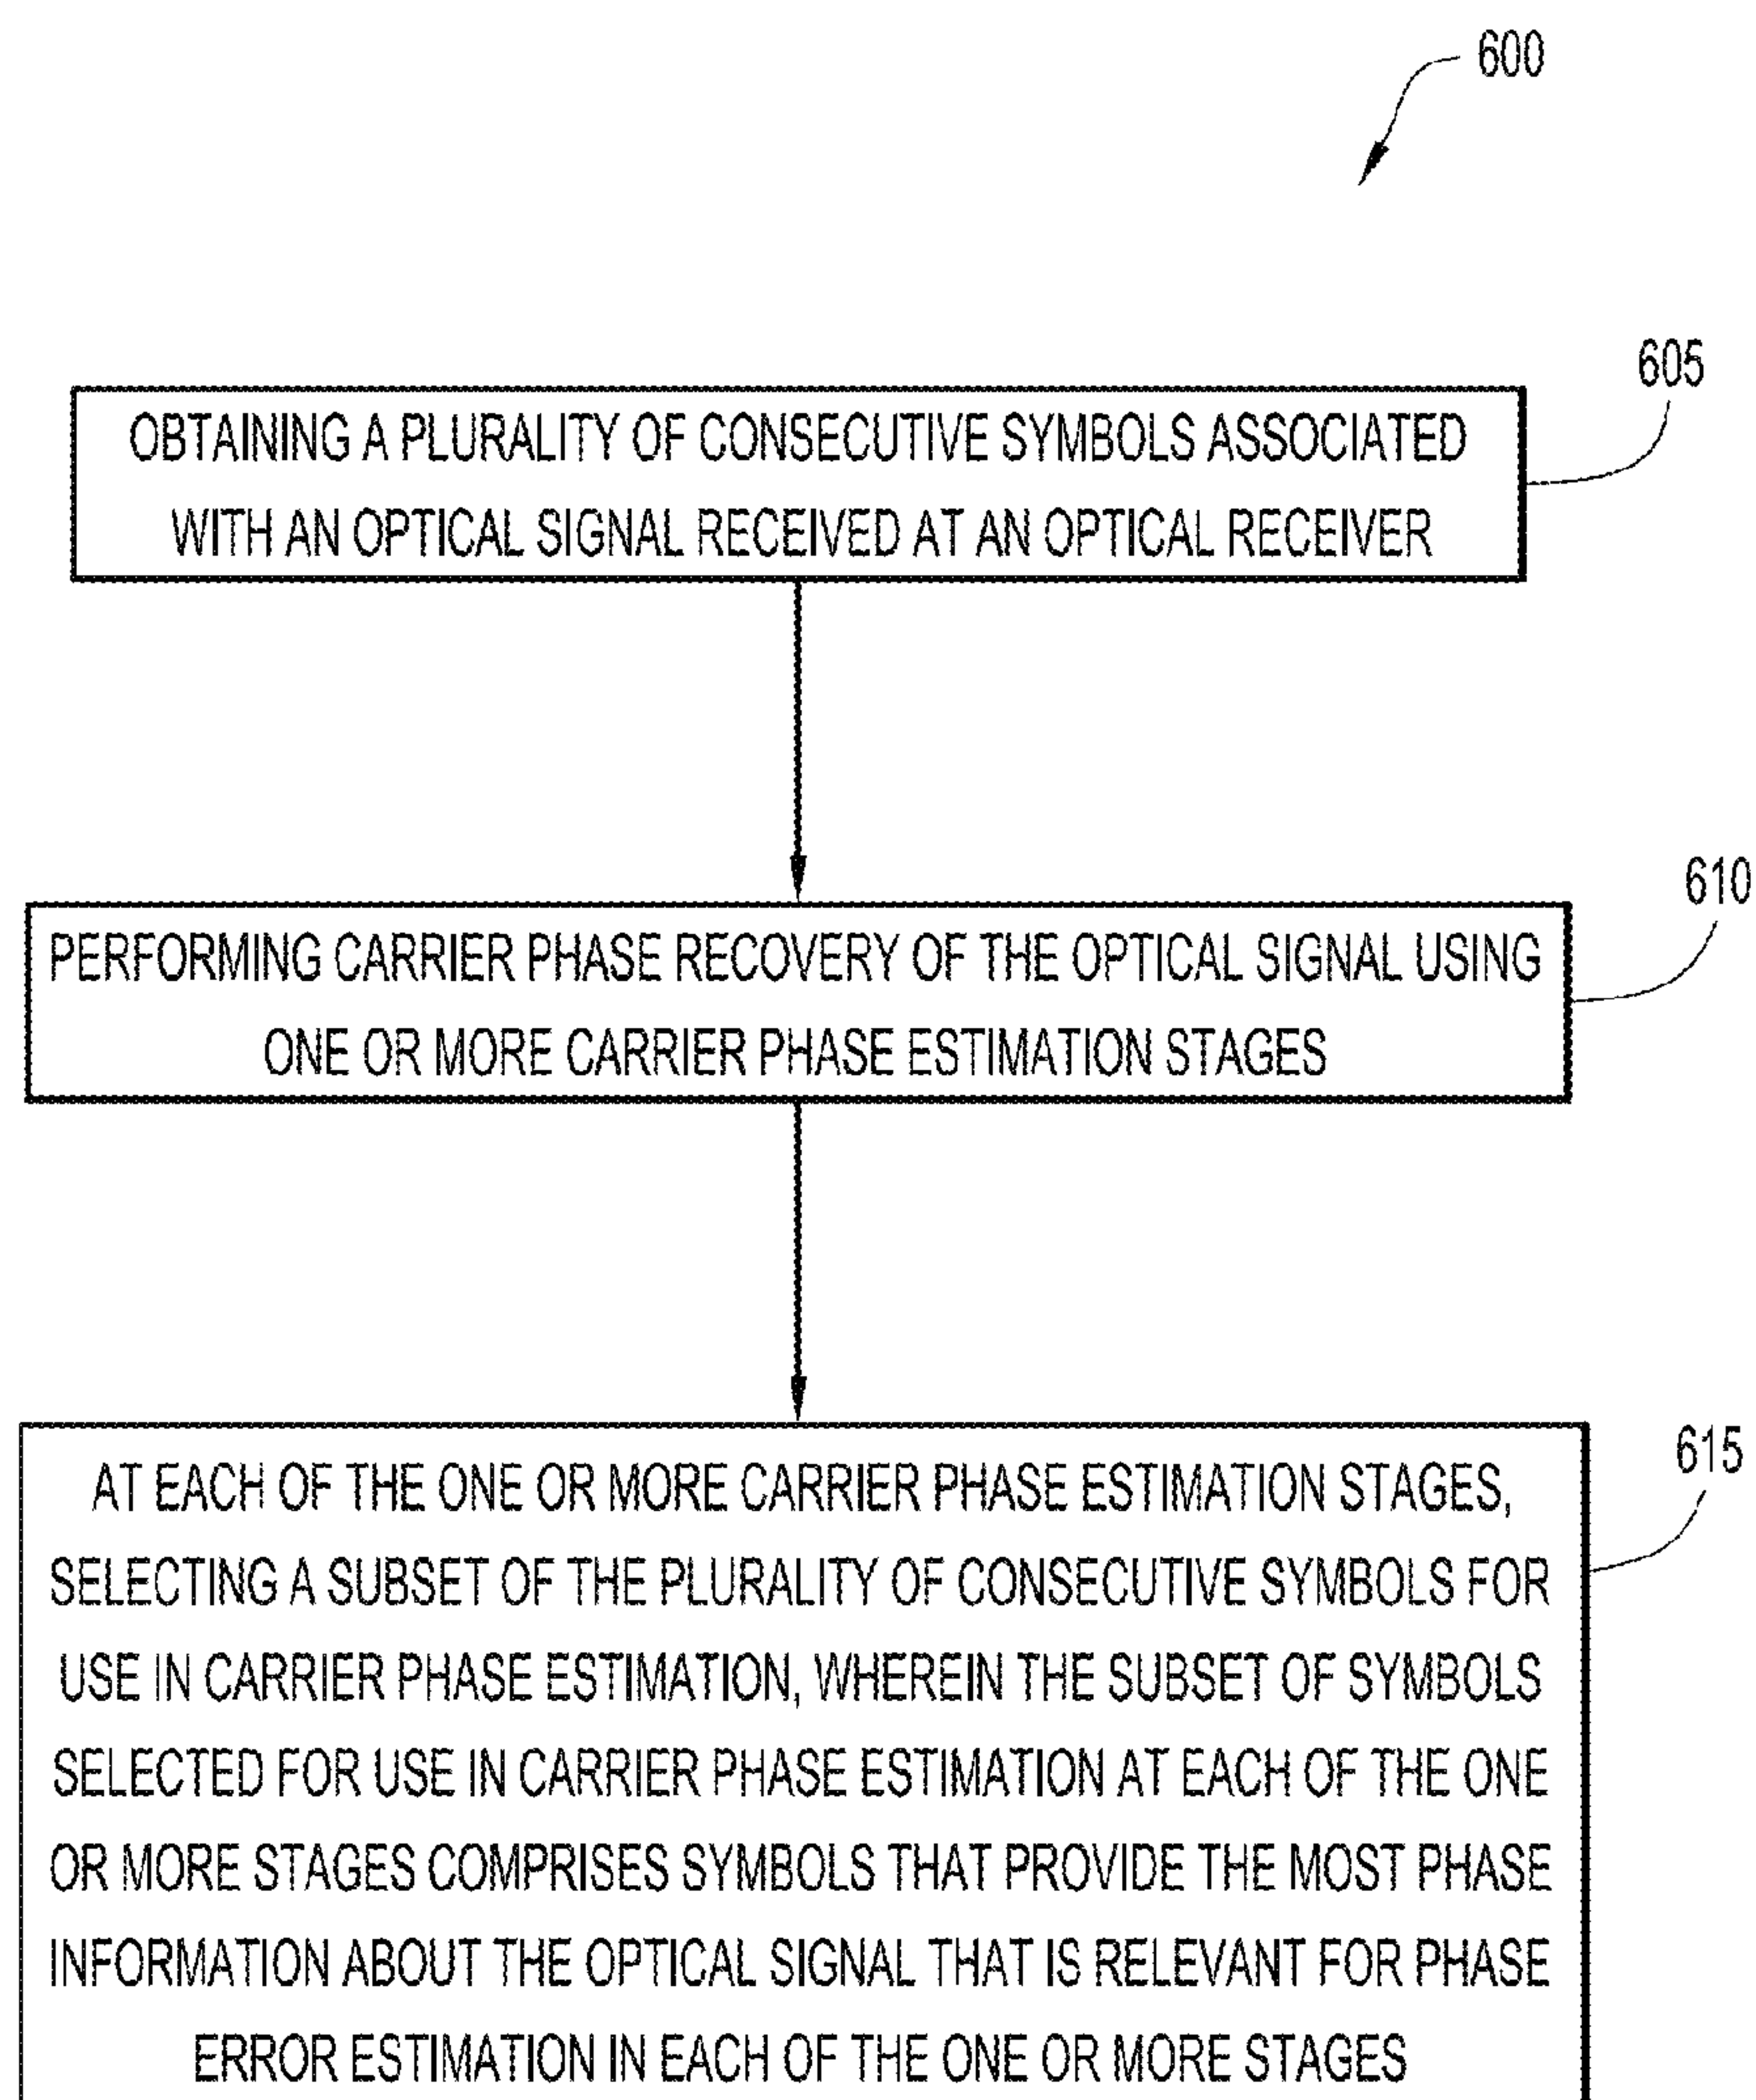 600
605
OBTAINING A PLURALITY OF CONSECUTIVE SYMBOLS ASSOCIATED
WITH AN OPTICAL SIGNAL RECEIVED AT AN OPTICAL RECEIVER
610
PERFORMING CARRIER PHASE RECOVERY OF THE OPTICAL SIGNAL USING
ONE OR MORE CARRIER PHASE ESTIMATION STAGES
615
AT EACH OF THE ONE OR MORE CARRIER PHASE ESTIMATION STAGES,
SELECTING A SUBSET OF THE PLURALITY OF CONSECUTIVE SYMBOLS FOR
USE IN CARRIER PHASE ESTIMATION, WHEREIN THE SUBSET OF SYMBOLS
SELECTED FOR USE IN CARRIER PHASE ESTIMATION AT EACH OF THE ONE
OR MORE STAGES COMPRISES SYMBOLS THAT PROVIDE THE MOST PHASE
INFORMATION ABOUT THE OPTICAL SIGNAL THAT IS RELEVANT FOR PHASE
ERROR ESTIMATION IN EACH OF THE ONE OR MORE STAGES